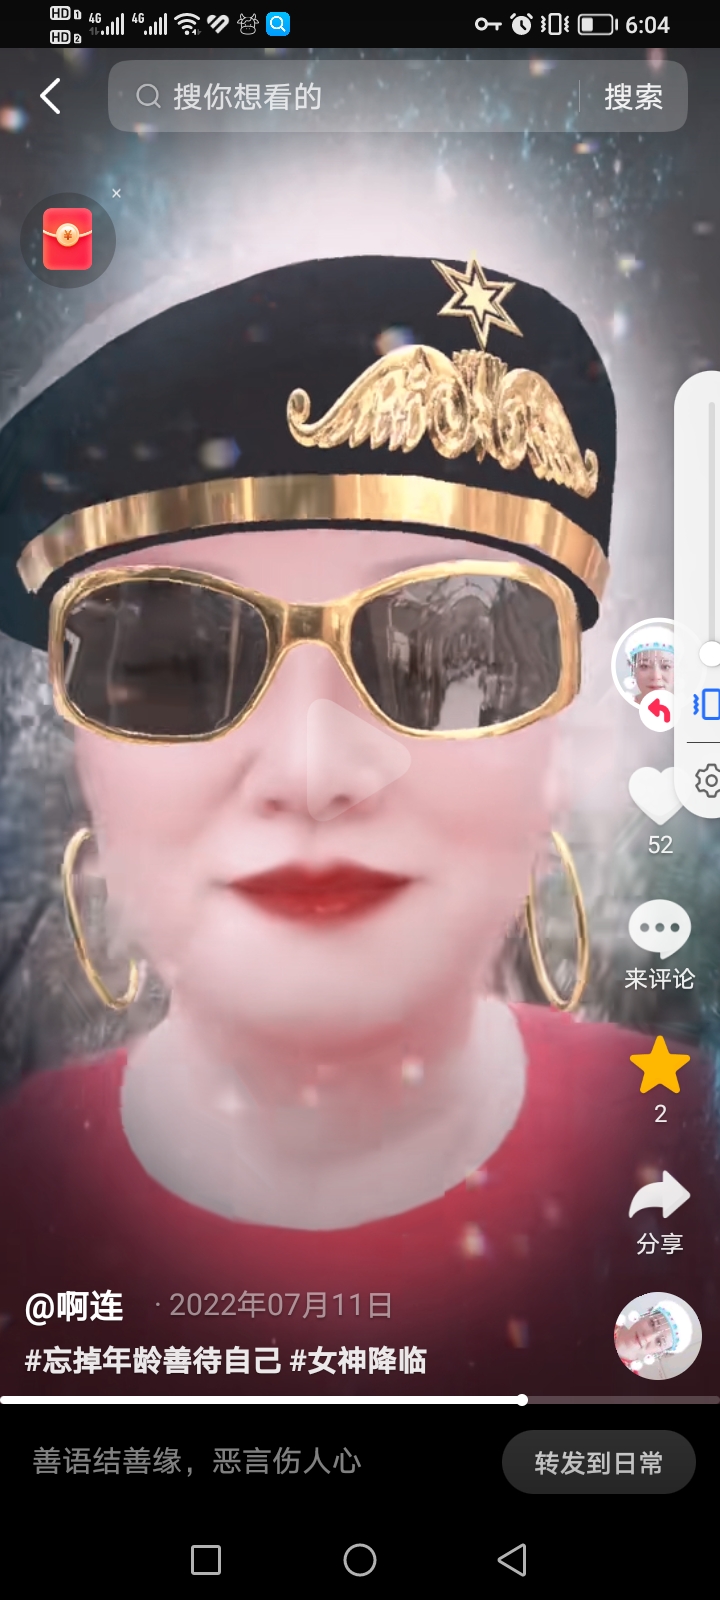 HD 1 4G 4G 6:04
HD 2
搜你想看的 搜索
¥
52
来评论
2
分享
@啊连 · 2022年07月11日
#忘掉年龄善待自己 #女神降临
善语结善缘，恶言伤人心 转发到日常